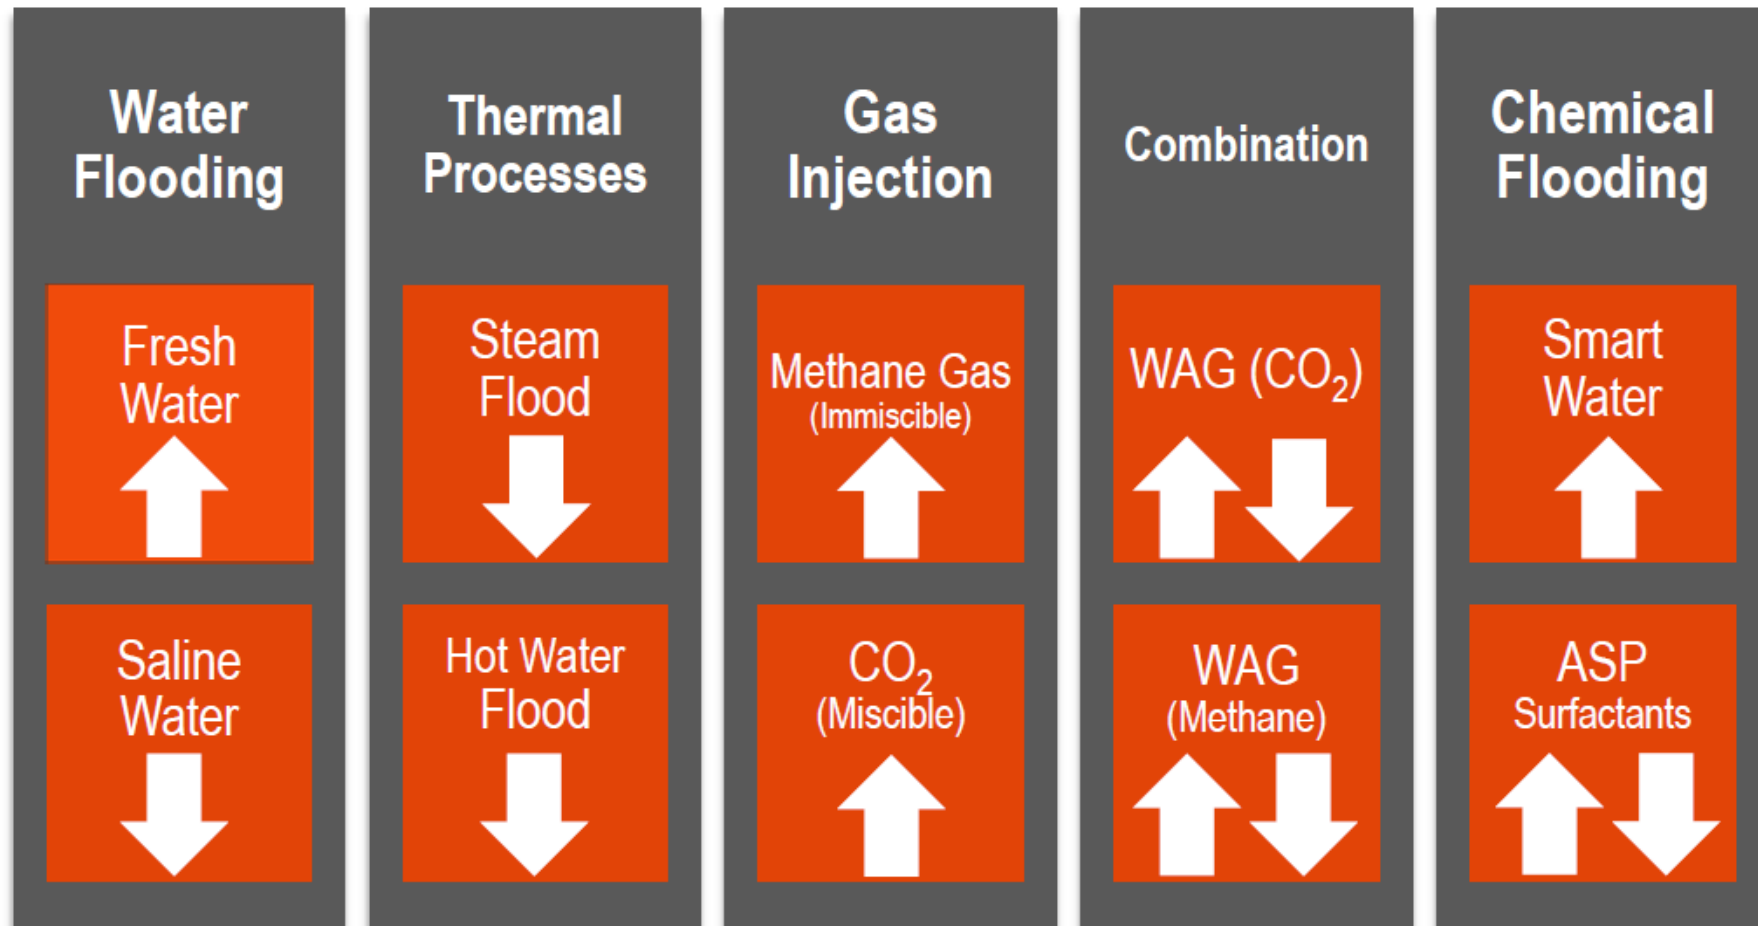 Water
Flooding
Fresh
Water
Saline
Water
Thermal
Processes
Steam
Flood
Hot Water
Flood
Gas
Injection
Methane Gas
(Immiscible)
CO₂
(Miscible)
Combination
WAG (CO₂)
WAG
(Methane)
Chemical
Flooding
Smart
Water
ASP
Surfactants